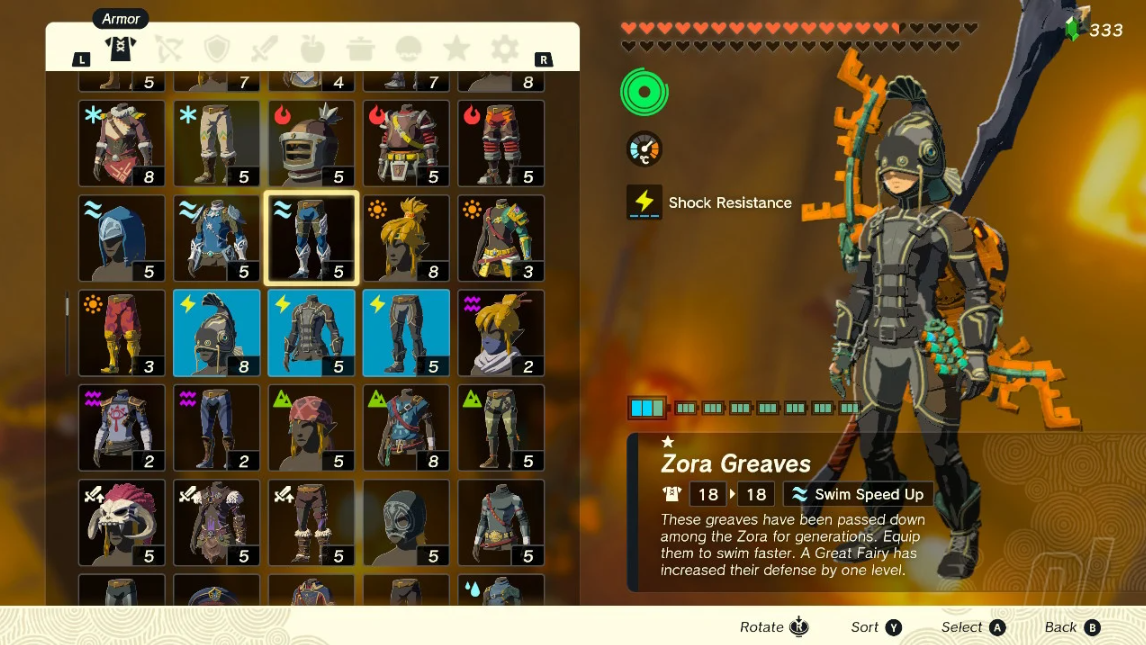 Armor
L
R
333
5
7
4
7
8
8
5
5
5
5
°C
Shock Resistance
5
5
5
8
3
3
8
5
5
2
2
2
5
8
5
Zora Greaves
18 18 Swim Speed Up
These greaves have been passed down
among the Zora for generations. Equip
them to swim faster. A Great Fairy has
increased their defense by one level.
5
5
5
5
5
Rotate R Sort Y Select A Back B